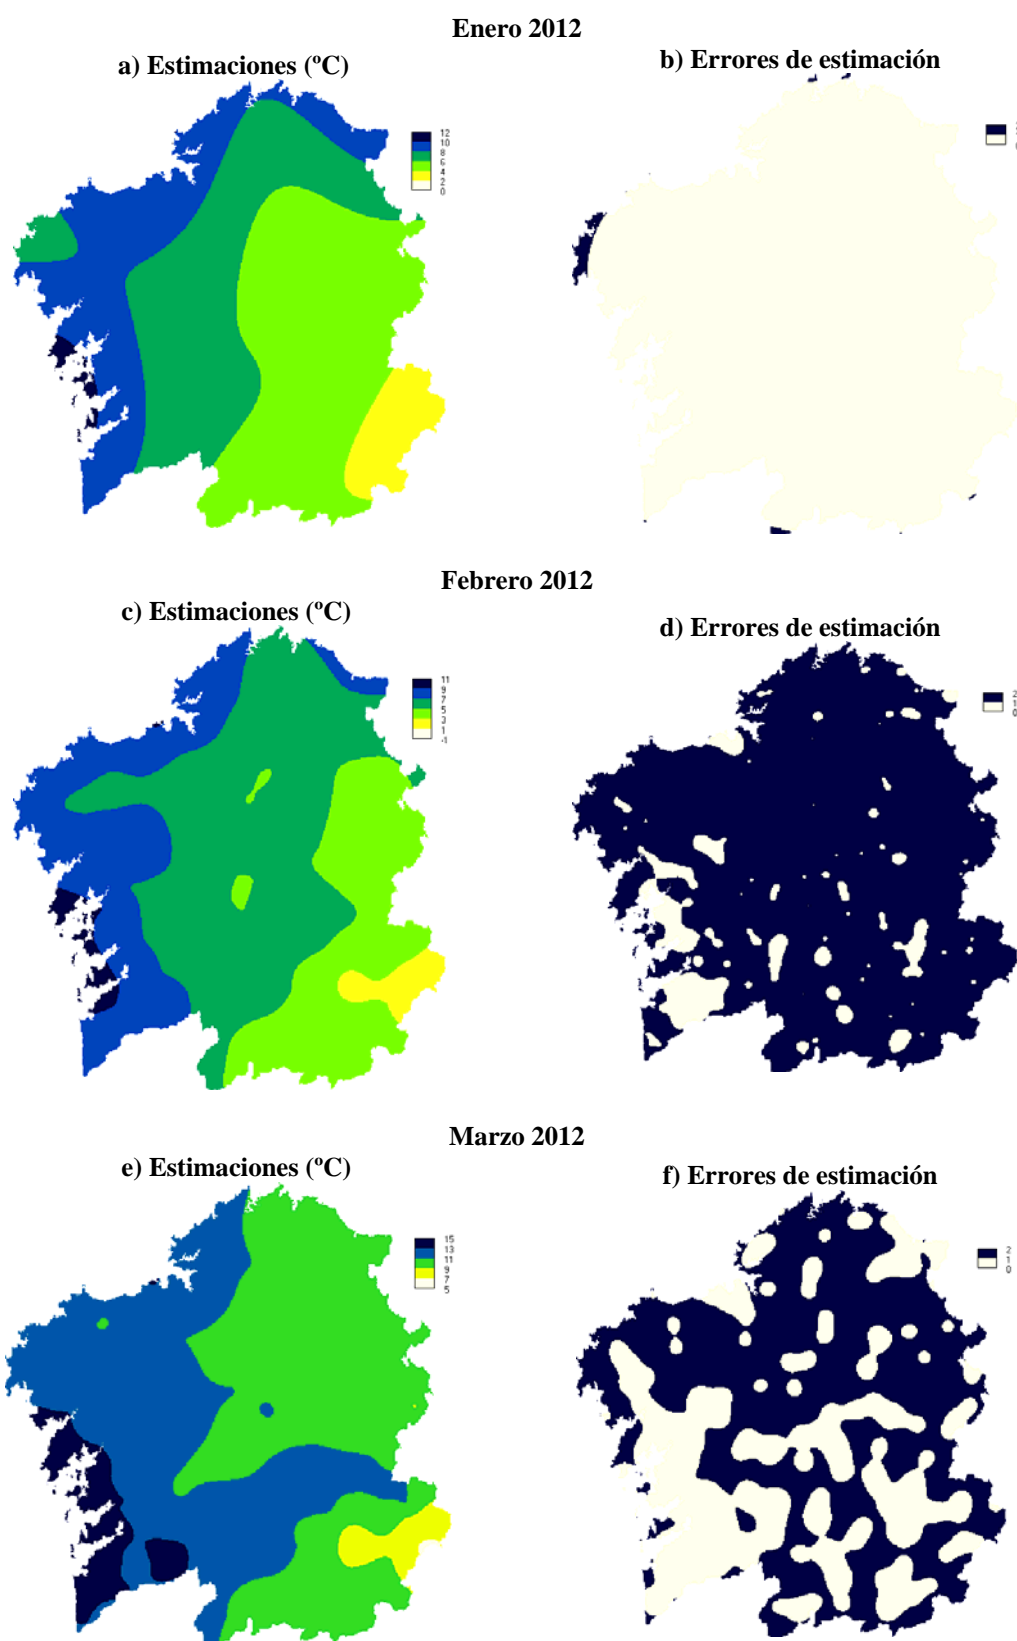 Enero 2012
a) Estimaciones (ºC)
b) Errores de estimación
12
10
8
6
4
2
0
Febrero 2012
c) Estimaciones (ºC)
d) Errores de estimación
11
9
7
5
3
1
-1
2
1
0
Marzo 2012
e) Estimaciones (ºC)
f) Errores de estimación
15
13
11
9
7
5
2
1
0